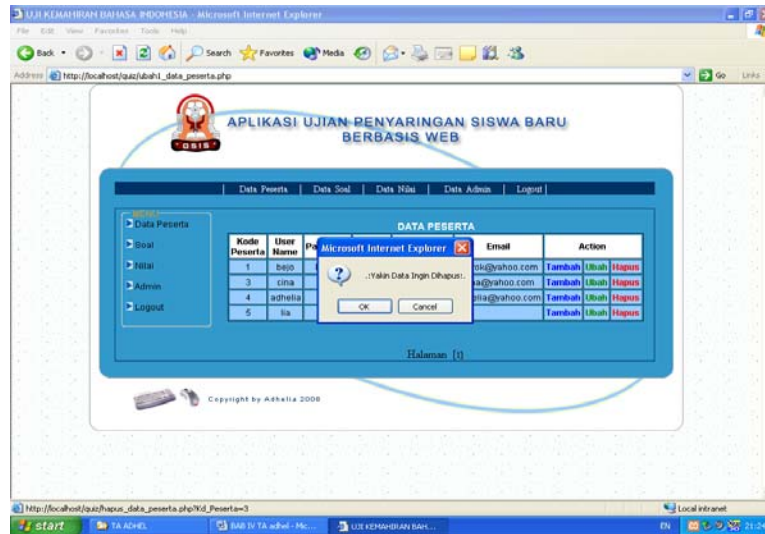 UJI KEMAHIRAN BAHASA INDONESIA - Microsoft Internet Explorer
File Edit View Favorites Tools Help
Back Search Favorites Media
Address http://localhost/quiz/ubah1_data_peserta.php Go Links
OSIS
APLIKASI UJIAN PENYARINGAN SISWA BARU
BERBASIS WEB
| Data Peserta | Data Soal | Data Nilai | Data Admin | Logout |
MENU
Data Peserta
Soal
Nilai
Admin
Logout
DATA PESERTA
Kode Peserta User Name Email Action
1 bejo ok@yahoo.com Tambah Ubah Hapus
3 cina a@yahoo.com Tambah Ubah Hapus
4 adhelia elia@yahoo.com Tambah Ubah Hapus
5 lia Tambah Ubah Hapus
Microsoft Internet Explorer
.:Yakin Data Ingin Dihapus:.
OK Cancel
Halaman [1]
Copyright by Adhelia 2008
http://localhost/quiz/hapus_data_peserta.php?Kd_Peserta=3 Local intranet
start TA ADHEL BAB IV TA adhel - Mic... UJI KEMAHIRAN BAH... EN 21:24